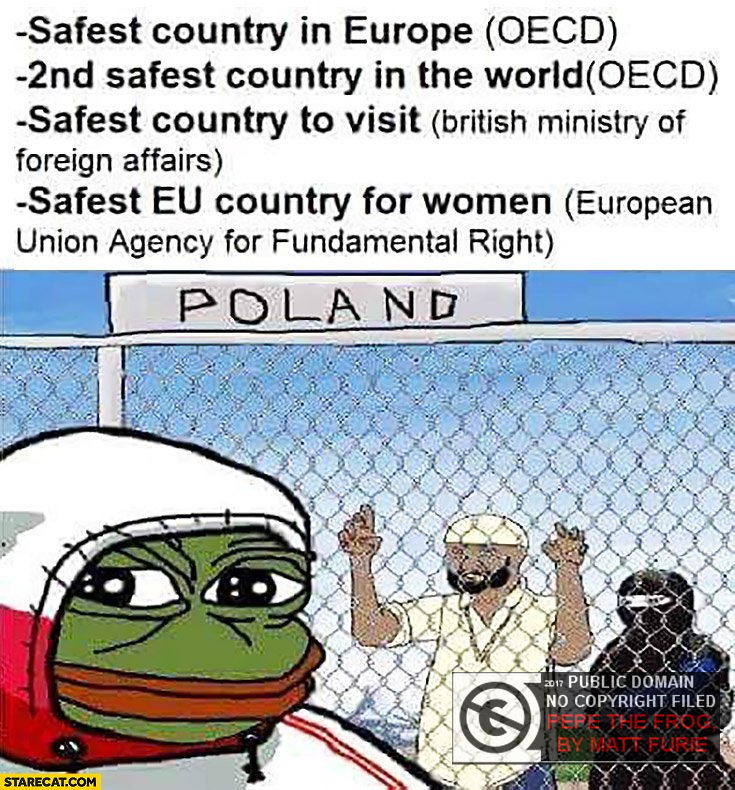 -Safest country in Europe (OECD)
-2nd safest country in the world(OECD)
-Safest country to visit (british ministry of
foreign affairs)
-Safest EU country for women (European
Union Agency for Fundamental Right)
POLAND
2017 PUBLIC DOMAIN
NO COPYRIGHT FILED
PEPE THE FROG
BY MATT FURIE
C
STARECAT.COM